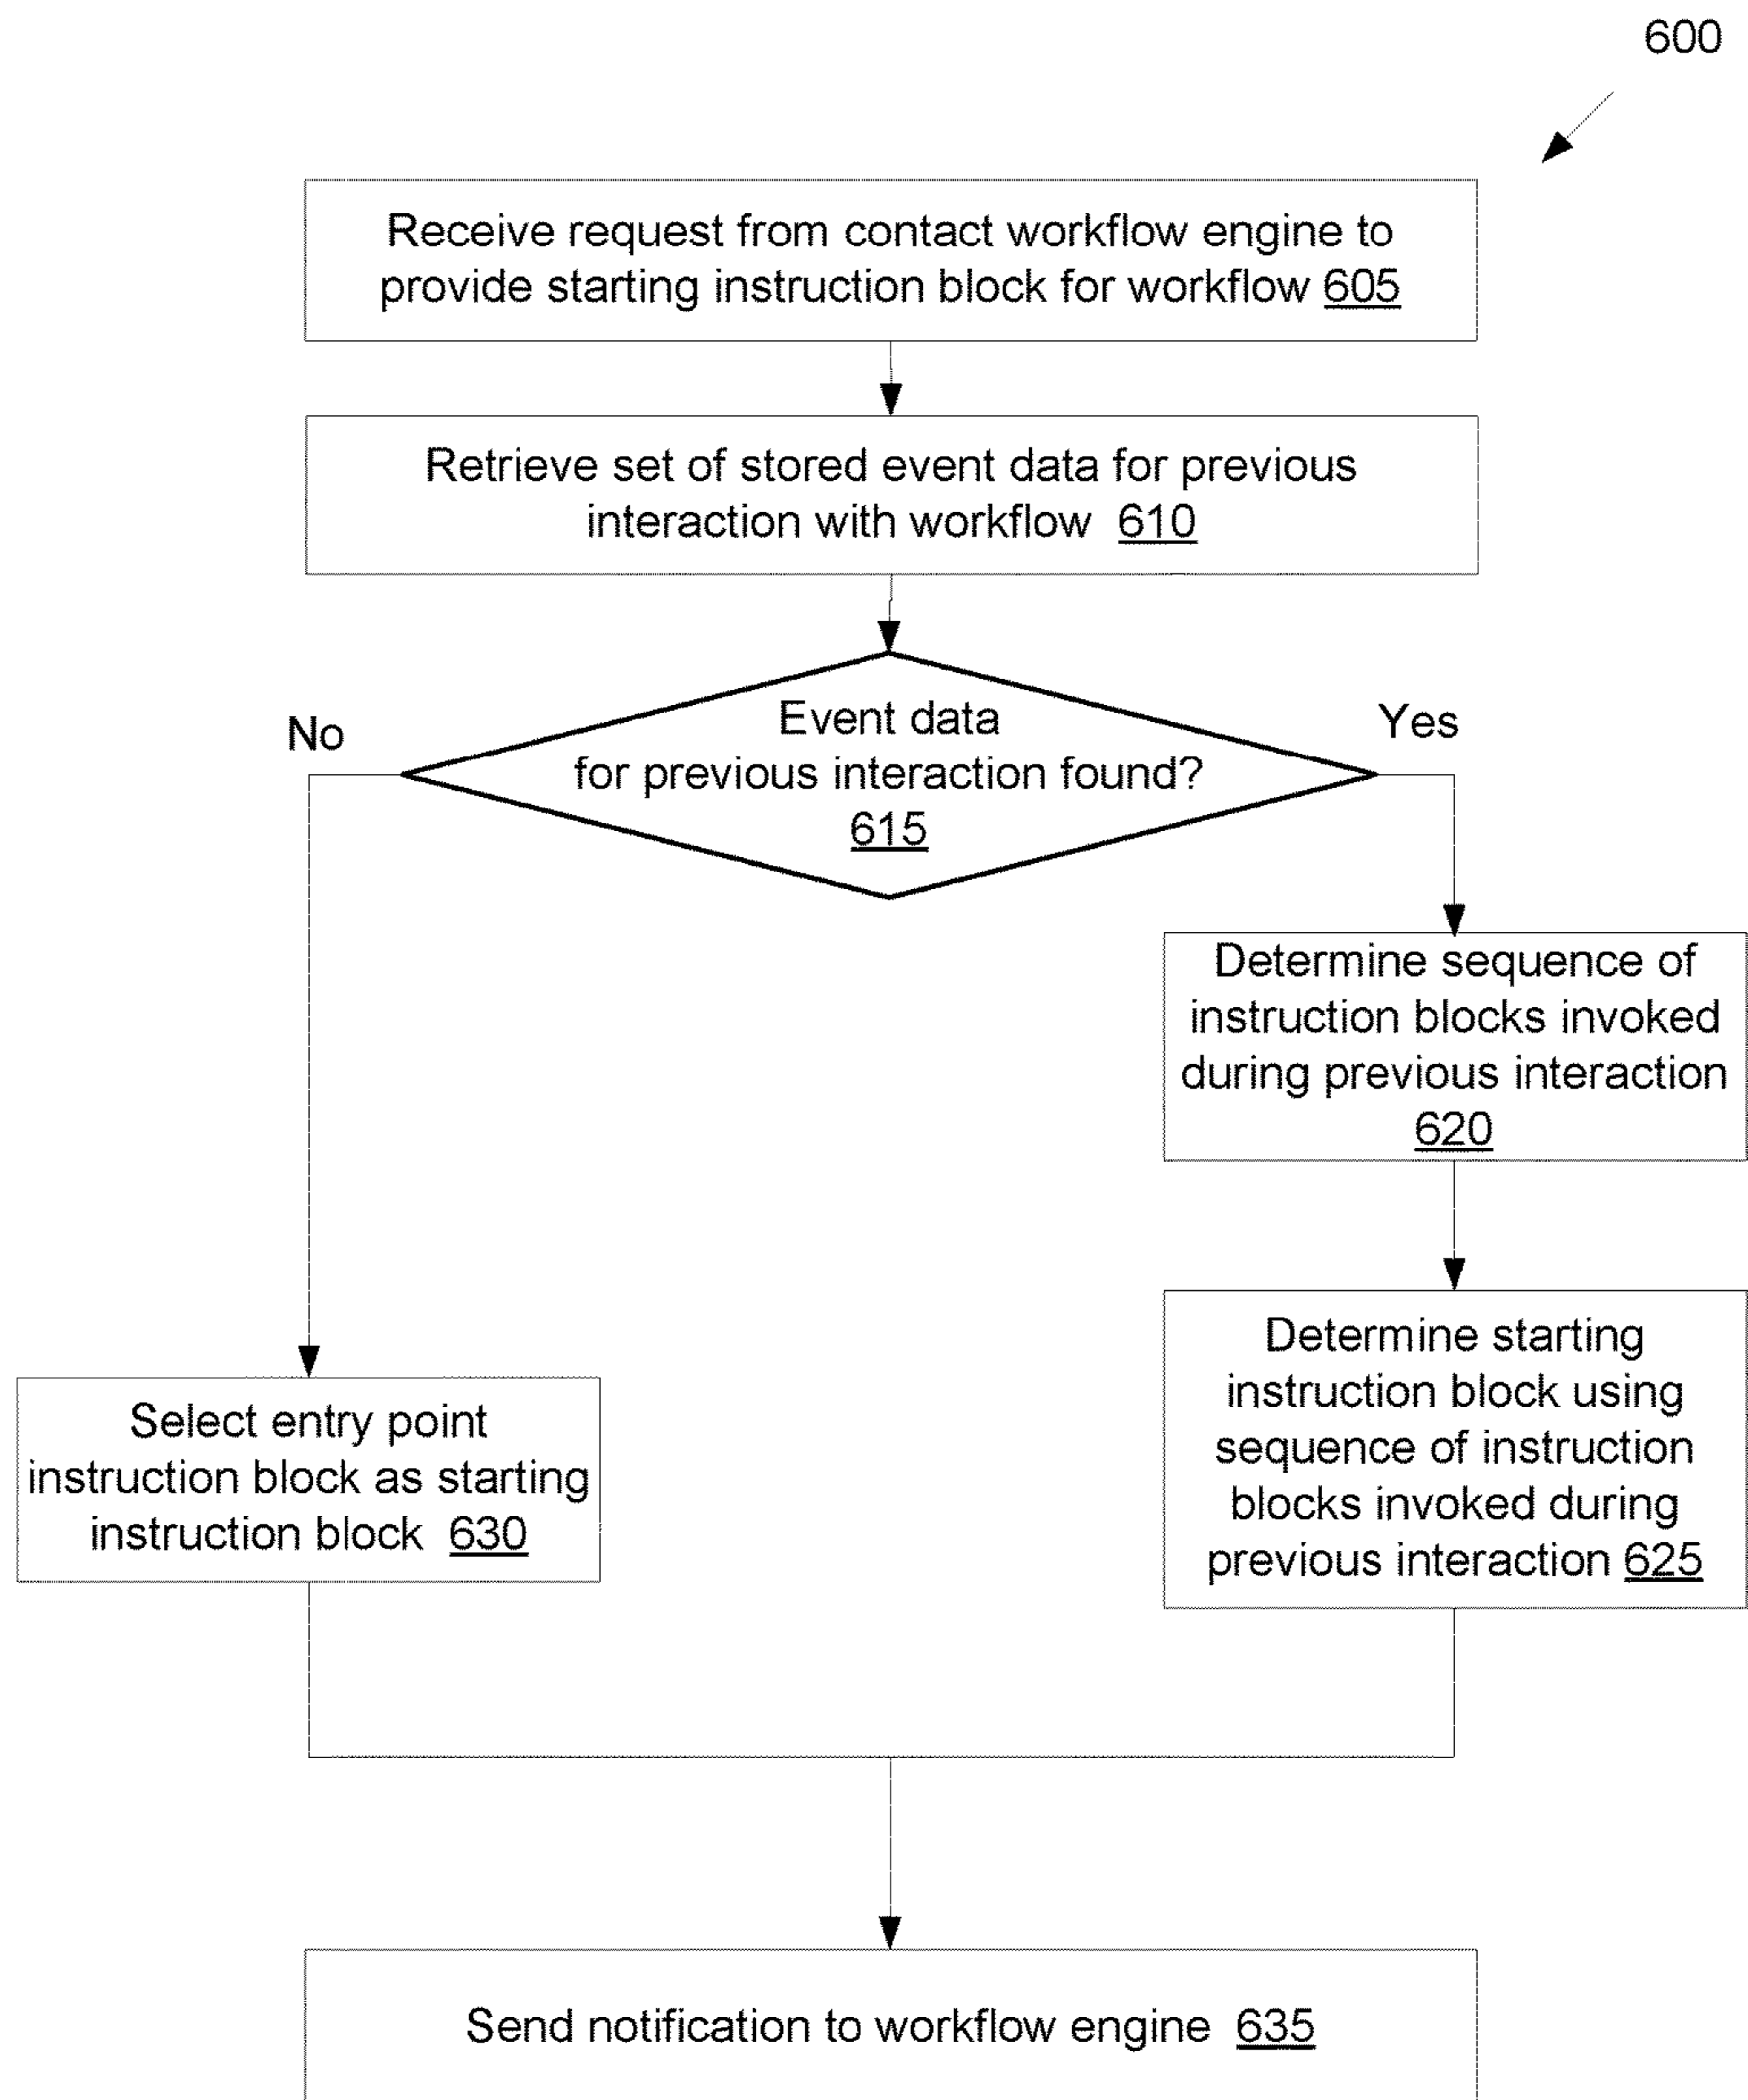 600
Receive request from contact workflow engine to
provide starting instruction block for workflow 605
Retrieve set of stored event data for previous
interaction with workflow 610
No
Event data
for previous interaction found?
615
Yes
Determine sequence of
instruction blocks invoked
during previous interaction
620
Determine starting
instruction block using
sequence of instruction
blocks invoked during
previous interaction 625
Select entry point
instruction block as starting
instruction block 630
Send notification to workflow engine 635